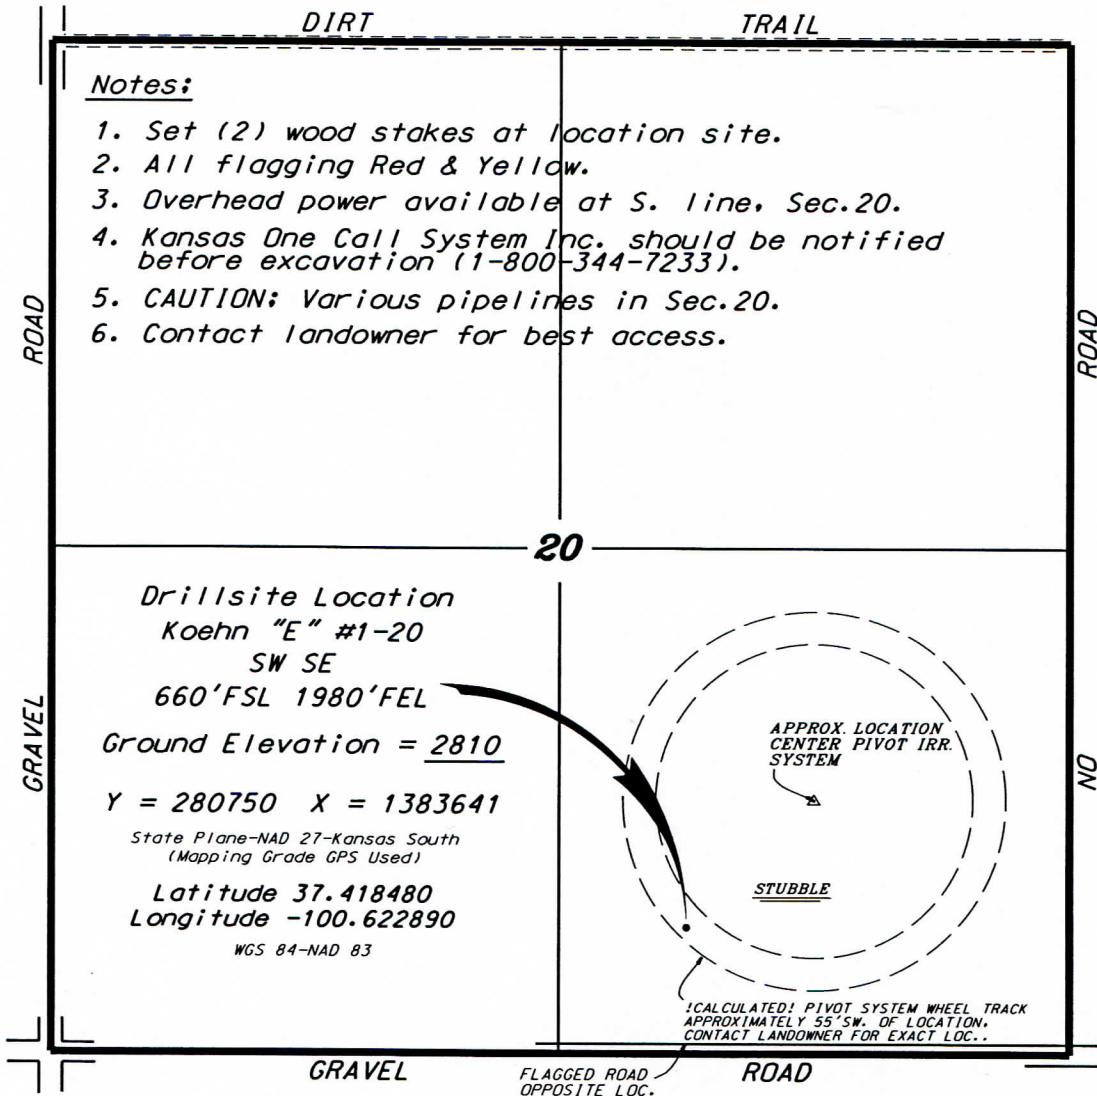 DIRT TRAIL
Notes:
1. Set (2) wood stakes at location site.
2. All flagging Red & Yellow.
3. Overhead power available at S. line, Sec.20.
4. Kansas One Call System Inc. should be notified
before excavation (1-800-344-7233).
5. CAUTION: Various pipelines in Sec.20.
6. Contact landowner for best access.
ROAD
ROAD
20
Drillsite Location
Koehn "E" #1-20
SW SE
660'FSL 1980'FEL
Ground Elevation = 2810
Y = 280750 X = 1383641
State Plane-NAD 27-Kansas South
(Mapping Grade GPS Used)
Latitude 37.418480
Longitude -100.622890
WGS 84-NAD 83
GRAVEL
APPROX. LOCATION
CENTER PIVOT IRR.
SYSTEM
NO
STUBBLE
!CALCULATED! PIVOT SYSTEM WHEEL TRACK
APPROXIMATELY 55'SW. OF LOCATION.
CONTACT LANDOWNER FOR EXACT LOC..
GRAVEL ROAD
FLAGGED ROAD
OPPOSITE LOC.